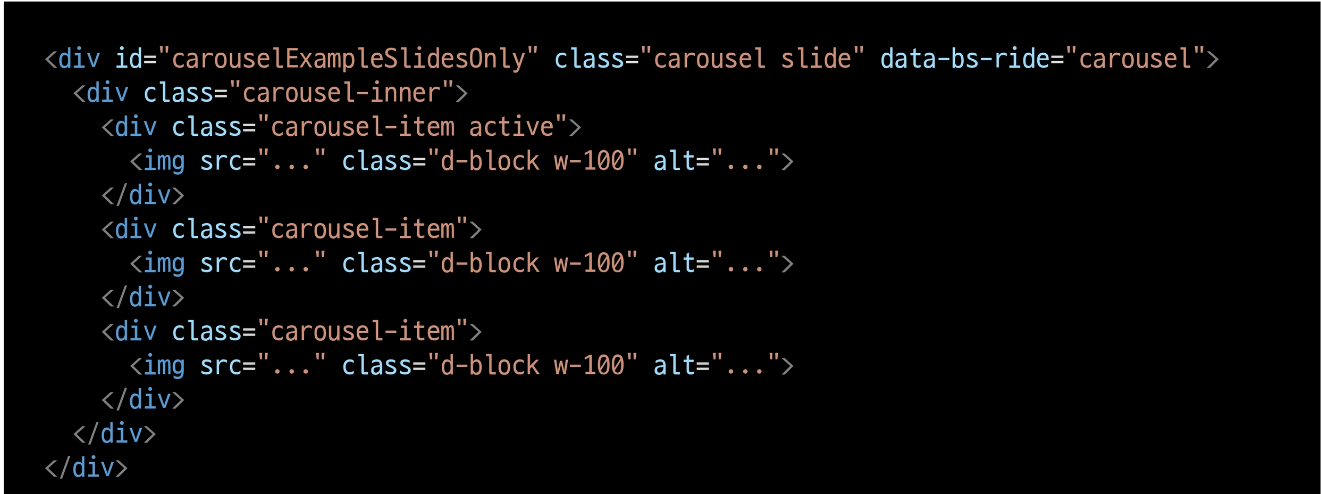 <div id="carouselExampleSlidesOnly" class="carousel slide" data-bs-ride="carousel">
  <div class="carousel-inner">
    <div class="carousel-item active">
      <img src="..." class="d-block w-100" alt="...">
    </div>
    <div class="carousel-item">
      <img src="..." class="d-block w-100" alt="...">
    </div>
    <div class="carousel-item">
      <img src="..." class="d-block w-100" alt="...">
    </div>
  </div>
</div>